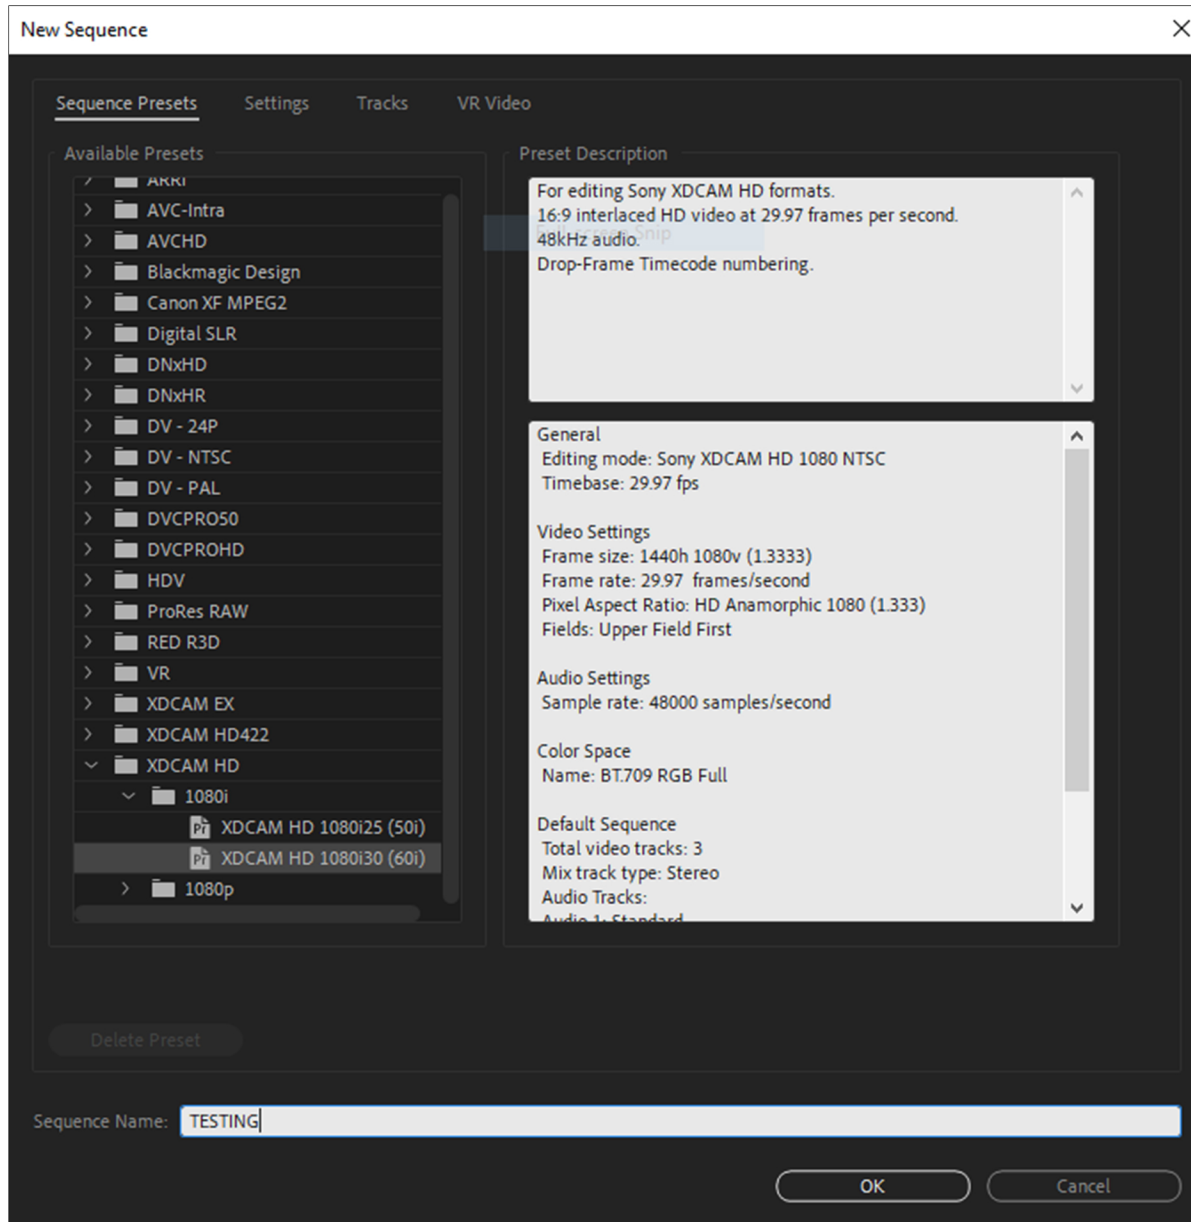 New Sequence
Sequence Presets Settings Tracks VR Video
Available Presets
ARRI
AVC-Intra
AVCHD
Blackmagic Design
Canon XF MPEG2
Digital SLR
DNxHD
DNxHR
DV - 24P
DV - NTSC
DV - PAL
DVCPRO50
DVCPROHD
HDV
ProRes RAW
RED R3D
VR
XDCAM EX
XDCAM HD422
XDCAM HD
1080i
XDCAM HD 1080i25 (50i)
XDCAM HD 1080i30 (60i)
1080p
Preset Description
For editing Sony XDCAM HD formats.
16:9 interlaced HD video at 29.97 frames per second.
Full-screen Snip
48kHz audio.
Drop-Frame Timecode numbering.
General
Editing mode: Sony XDCAM HD 1080 NTSC
Timebase: 29.97 fps
Video Settings
Frame size: 1440h 1080v (1.3333)
Frame rate: 29.97 frames/second
Pixel Aspect Ratio: HD Anamorphic 1080 (1.333)
Fields: Upper Field First
Audio Settings
Sample rate: 48000 samples/second
Color Space
Name: BT.709 RGB Full
Default Sequence
Total video tracks: 3
Mix track type: Stereo
Audio Tracks:
Audio 1: Standard
Delete Preset
Sequence Name: TESTING
OK Cancel